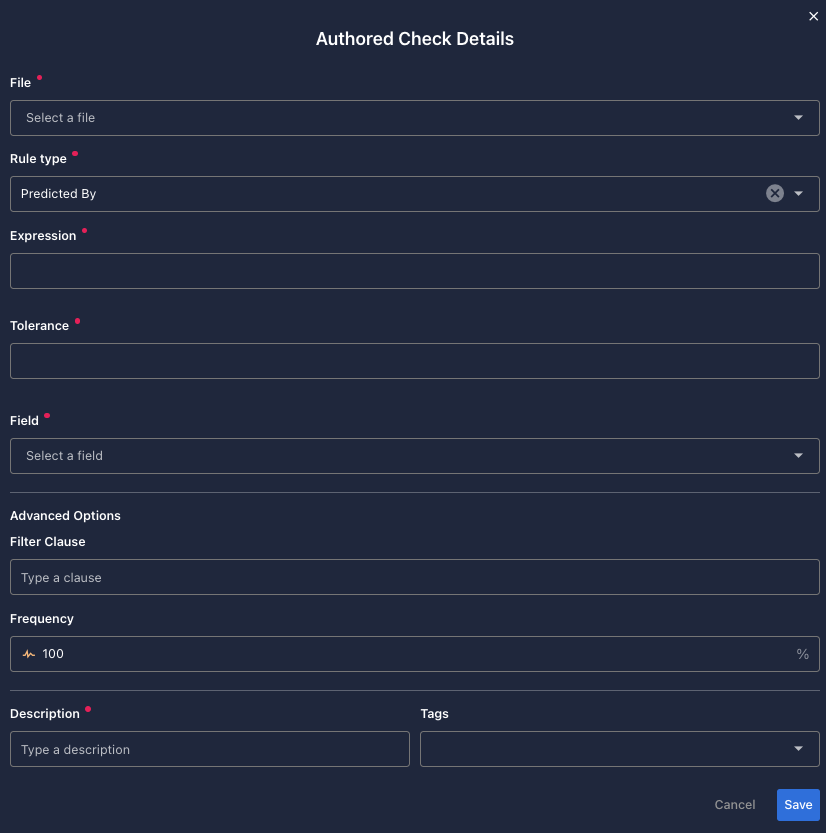 Authored Check Details
File
Select a file
Rule type
Predicted By
Expression
Tolerance
Field
Select a field
Advanced Options
Filter Clause
Type a clause
Frequency
100 %
Description Tags
Type a description
Cancel Save